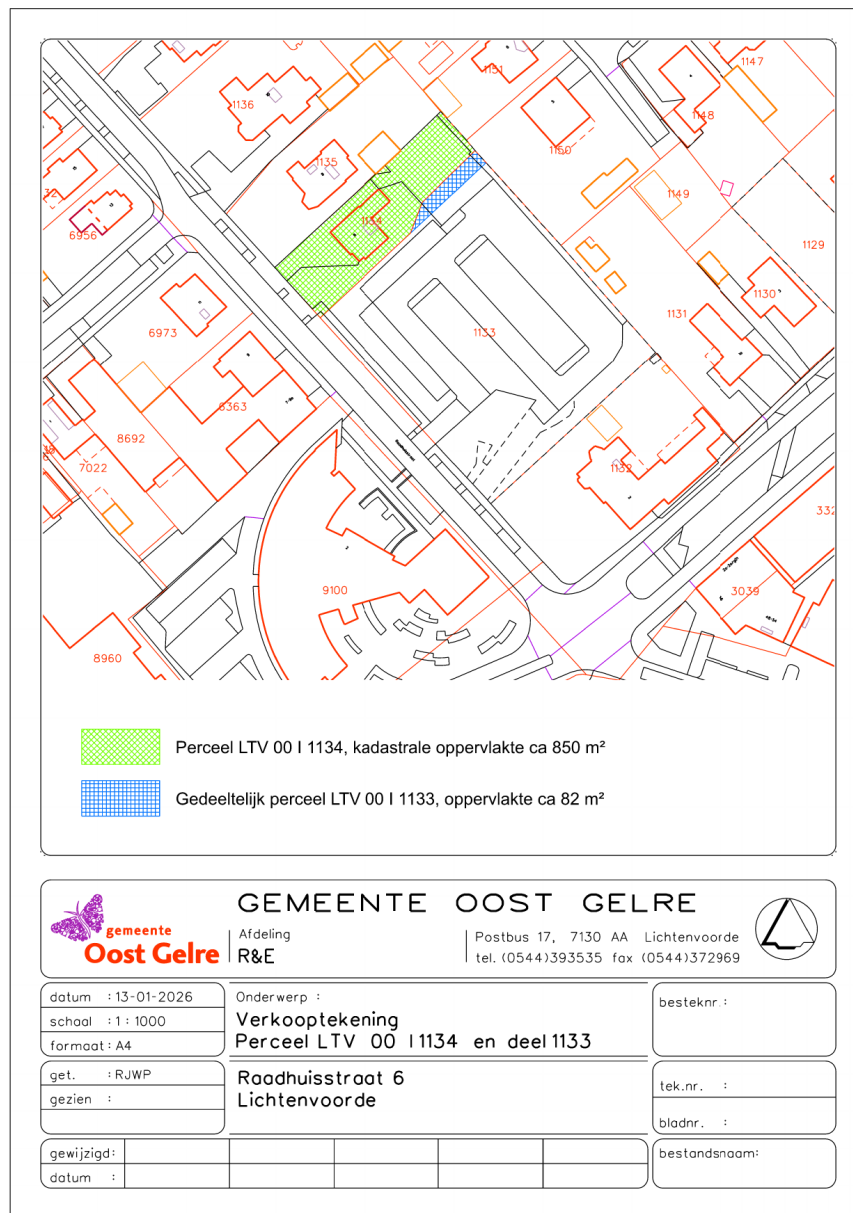 1147
1151
1136
1148
1150
1135
1149
32
1134
6956
1129
1130
6973
1131
1133
6363
8692
7022
1132
332
9100
3039
8960
Perceel LTV 00 I 1134, kadastrale oppervlakte ca 850 m²
Gedeeltelijk perceel LTV 00 I 1133, oppervlakte ca 82 m²
gemeente
Oost Gelre
GEMEENTE OOST GELRE
Afdeling
R&E
Postbus 17, 7130 AA Lichtenvoorde
tel. (0544)393535 fax (0544)372969
datum : 13-01-2026
schaal : 1 : 1000
formaat : A4
Onderwerp :
Verkooptekening
Perceel LTV 00 I 1134 en deel 1133
besteknr. :
get. : RJWP
gezien :
Raadhuisstraat 6
Lichtenvoorde
tek.nr. :
bladnr. :
gewijzigd:
datum :
bestandsnaam: